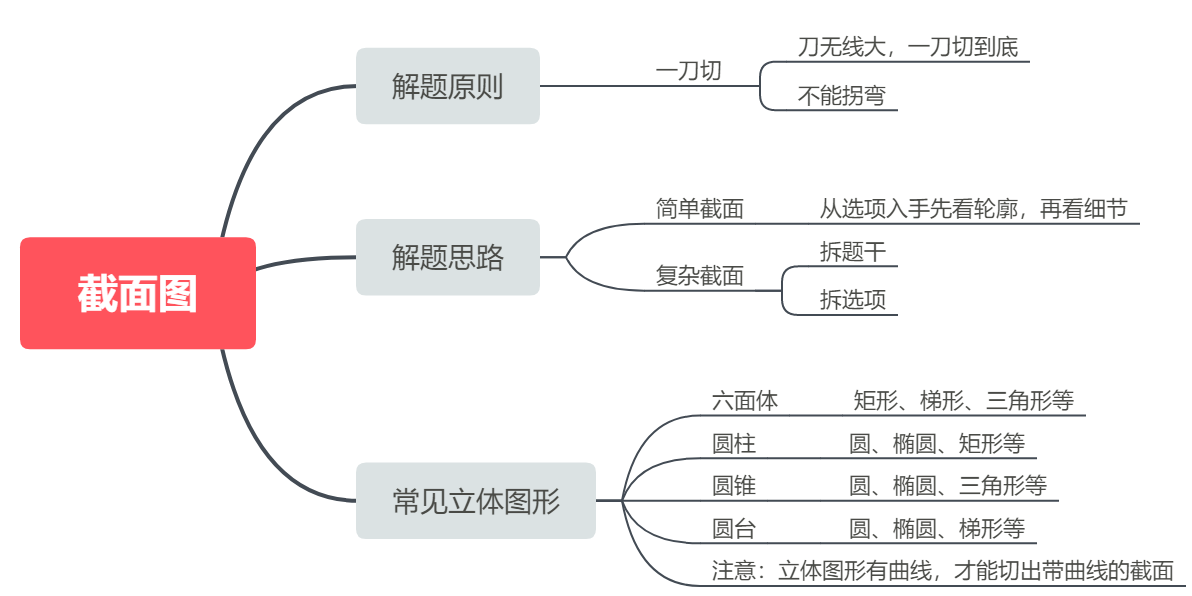 截面图
解题原则
一刀切
刀无线大，一刀切到底
不能拐弯
解题思路
简单截面
从选项入手先看轮廓，再看细节
复杂截面
拆题干
拆选项
常见立体图形
六面体
矩形、梯形、三角形等
圆柱
圆、椭圆、矩形等
圆锥
圆、椭圆、三角形等
圆台
圆、椭圆、梯形等
注意：立体图形有曲线，才能切出带曲线的截面